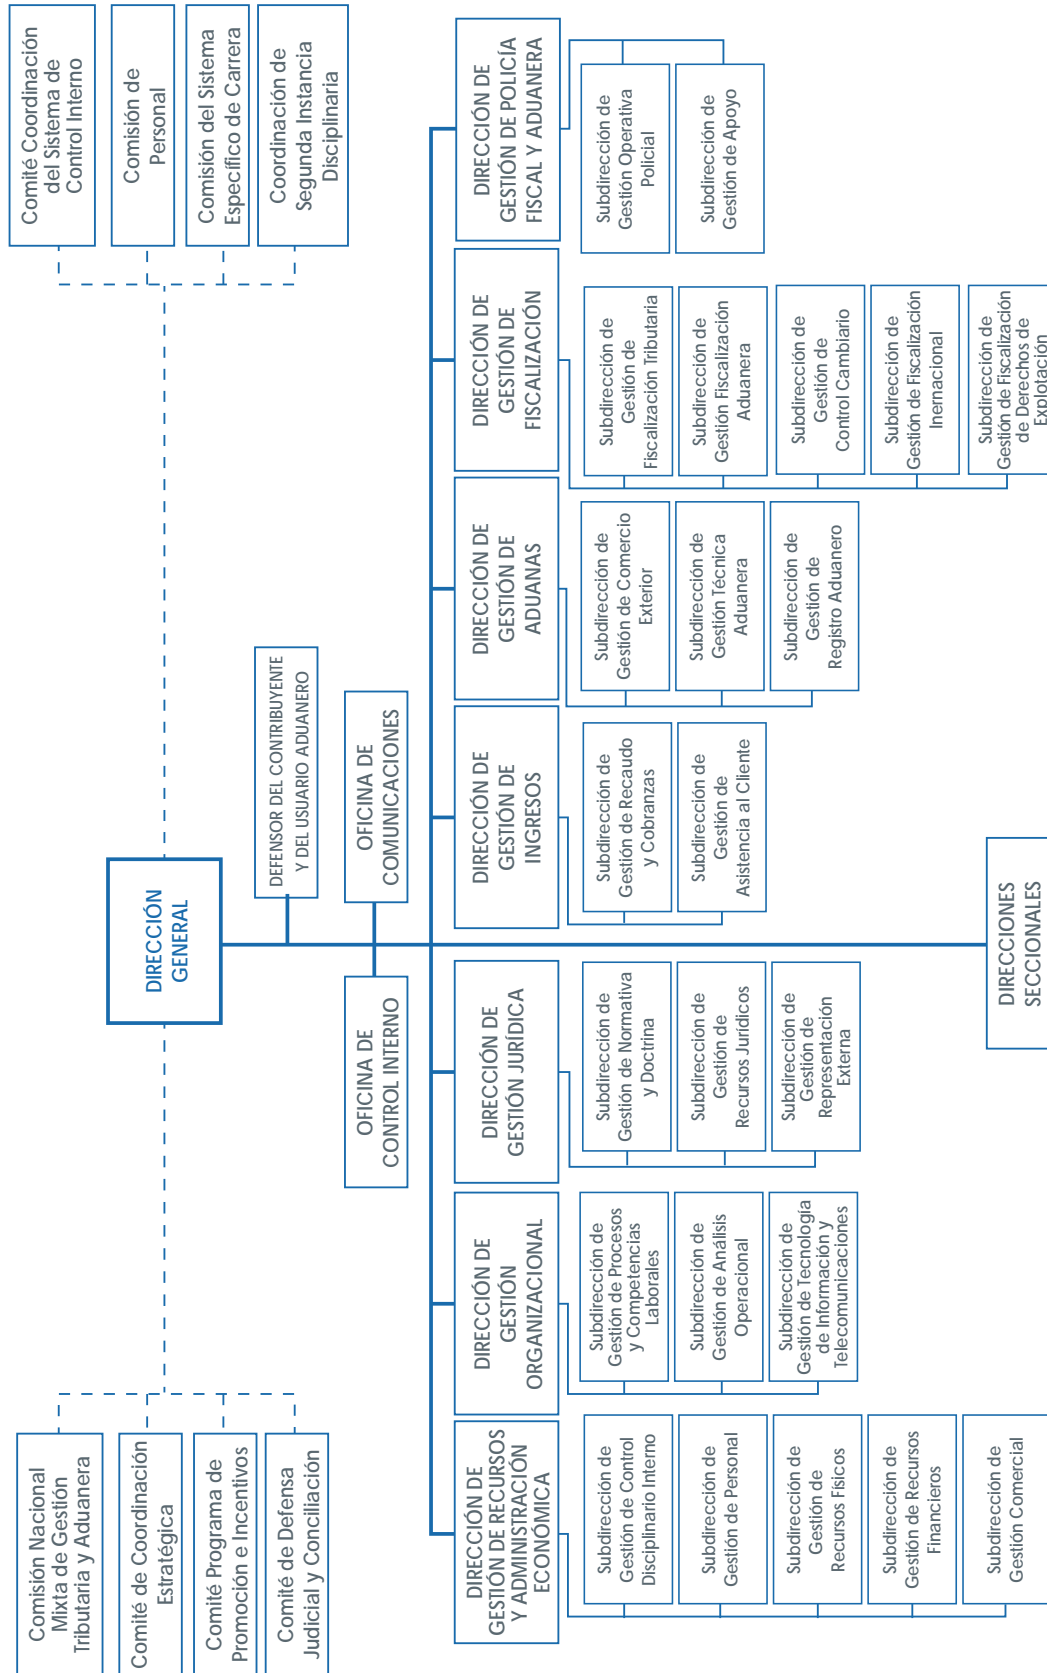 DIRECCIÓN
GENERAL
Comisión Nacional
Mixta de Gestión
Tributaria y Aduanera
Comité de Coordinación
Estratégica
Comité Programa de
Promoción e Incentivos
Comité de Defensa
Judicial y Conciliación
Comité Coordinación
del Sistema de
Control Interno
Comisión de
Personal
Comisión del Sistema
Específico de Carrera
Coordinación de
Segunda Instancia
Disciplinaria
DEFENSOR DEL CONTRIBUYENTE
Y DEL USUARIO ADUANERO
OFICINA DE
CONTROL INTERNO
OFICINA DE
COMUNICACIONES
DIRECCIÓN DE
GESTIÓN DE RECURSOS
Y ADMINISTRACIÓN
ECONÓMICA
Subdirección de
Gestión de Control
Disciplinario Interno
Subdirección de
Gestión de Personal
Subdirección de
Gestión de
Recursos Físicos
Subdirección de
Gestión de Recursos
Financieros
Subdirección de
Gestión Comercial
DIRECCIÓN DE
GESTIÓN
ORGANIZACIONAL
Subdirección de
Gestión de Procesos
y Competencias
Laborales
Subdirección de
Gestión de Análisis
Operacional
Subdirección de
Gestión de Tecnología
de Información y
Telecomunicaciones
DIRECCIÓN DE
GESTIÓN JURÍDICA
Subdirección de
Gestión de Normativa
y Doctrina
Subdirección de
Gestión de
Recursos Jurídicos
Subdirección de
Gestión de
Representación
Externa
DIRECCIÓN DE
GESTIÓN DE
INGRESOS
Subdirección de
Gestión de Recaudo
y Cobranzas
Subdirección de
Gestión de
Asistencia al Cliente
DIRECCIÓN DE
GESTIÓN DE
ADUANAS
Subdirección de
Gestión de Comercio
Exterior
Subdirección de
Gestión Técnica
Aduanera
Subdirección de
Gestión de
Registro Aduanero
DIRECCIÓN DE
GESTIÓN DE
FISCALIZACIÓN
Subdirección de
Gestión de
Fiscalización Tributaria
Subdirección de
Gestión Fiscalización
Aduanera
Subdirección de
Gestión de
Control Cambiario
Subdirección de
Gestión de Fiscalización
Inernacional
Subdirección de
Gestión de Fiscalización
de Derechos de
Explotación
DIRECCIÓN DE
GESTIÓN DE POLICÍA
FISCAL Y ADUANERA
Subdirección de
Gestión Operativa
Policial
Subdirección de
Gestión de Apoyo
DIRECCIONES
SECCIONALES